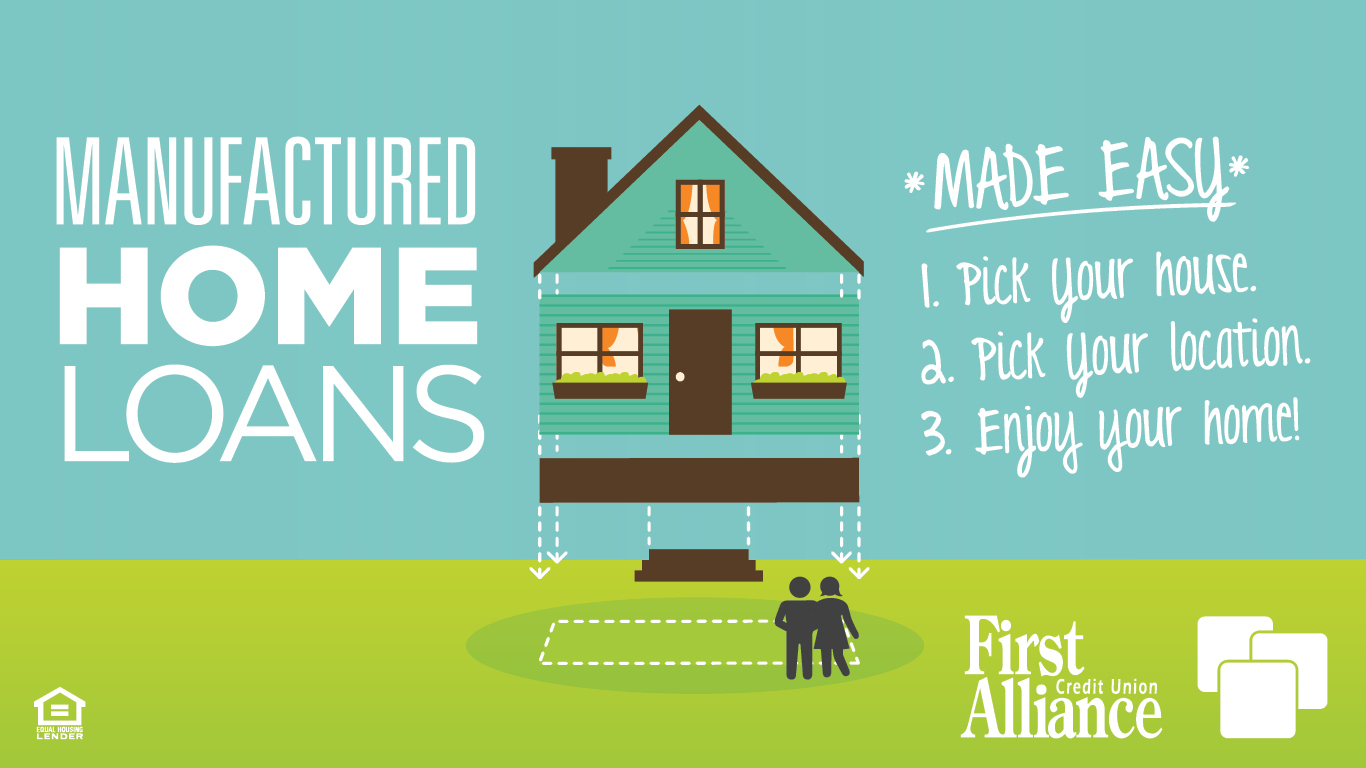 MANUFACTURED
HOME
LOANS
*MADE EASY*
1. Pick your house.
2. Pick your location.
3. Enjoy your home!
EQUAL HOUSING
LENDER
First
Credit Union
Alliance